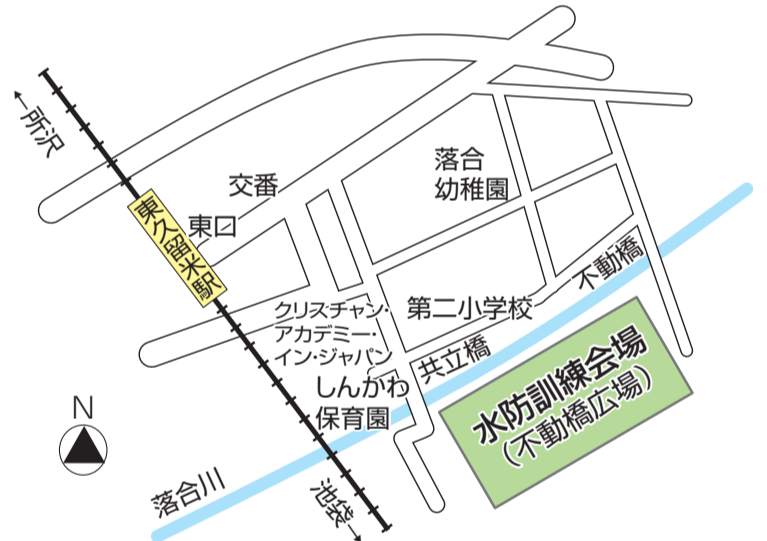 ←所沢
交番
東口
東久留米駅
落合
幼稚園
クリスチャン・
アカデミー・
イン・ジャパン
第二小学校
不動橋
共立橋
しんかわ
保育園
水防訓練会場
(不動橋広場)
N
落合川
池袋→